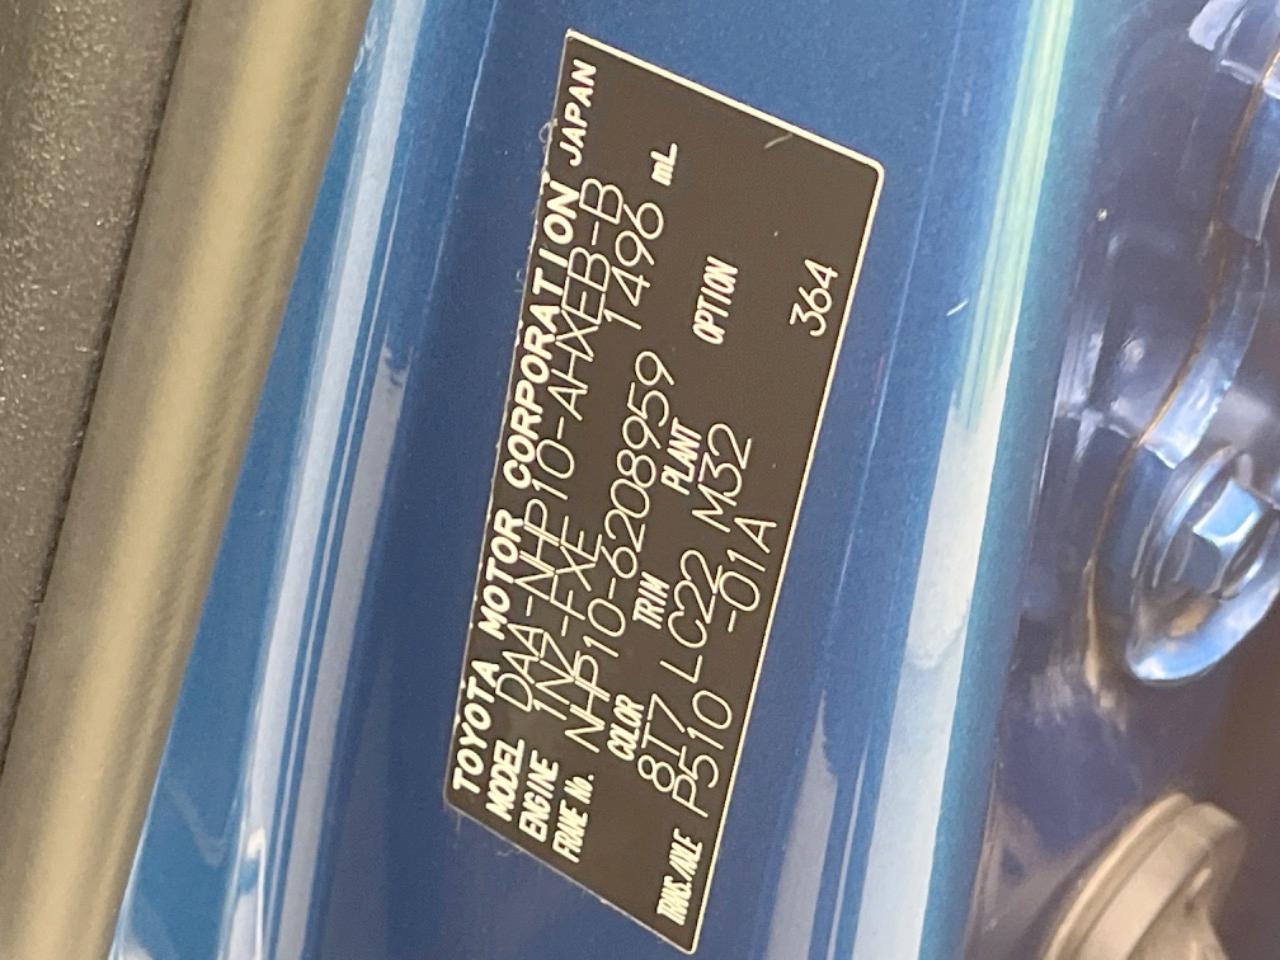 TOYOTA MOTOR CORPORATION JAPAN
MODEL DAA-NHP10-AHXEB-B
ENGINE 1NZ-FXE 1496 mL
FRAME No. NHP10-6208959
COLOR TRIM PLANT OPTION
8T7 LC22 M32
TRANS./AXLE P510 -01A 364